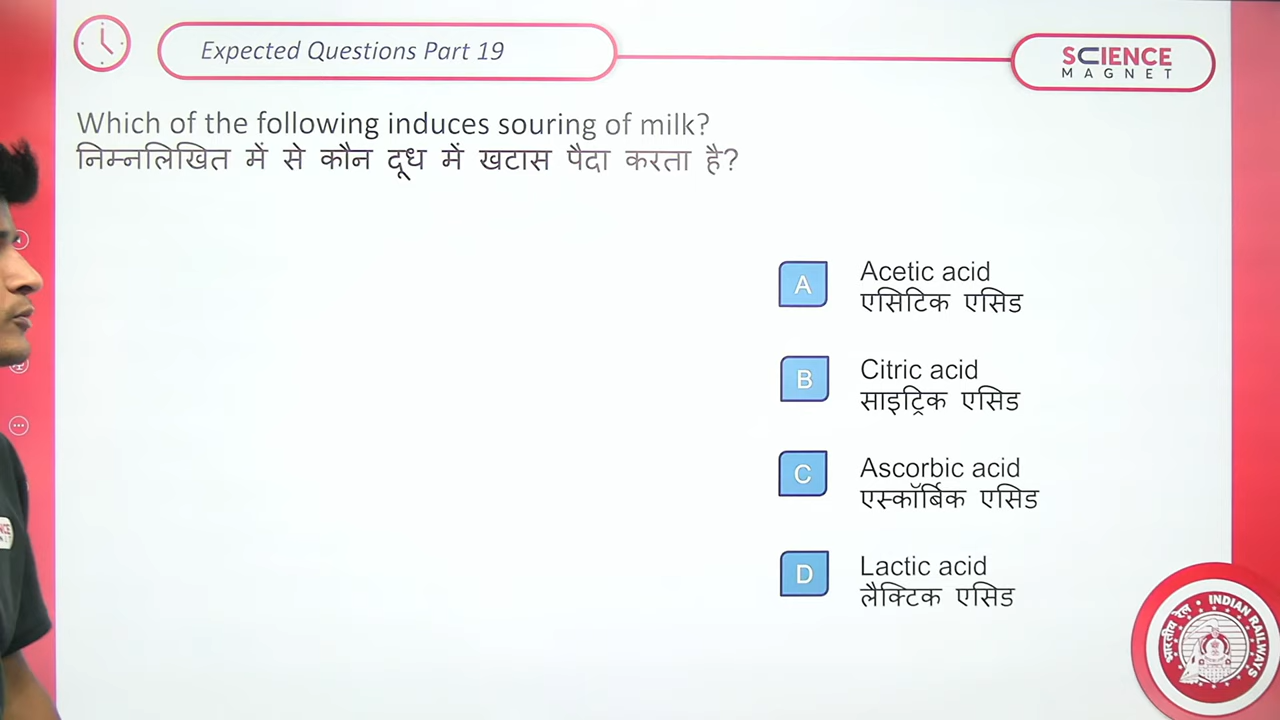 Expected Questions Part 19
SCIENCE
MAGNET
Which of the following induces souring of milk?
निम्नलिखित में से कौन दूध में खटास पैदा करता है?
A
Acetic acid
एसिटिक एसिड
B
Citric acid
साइट्रिक एसिड
C
Ascorbic acid
एस्कॉर्बिक एसिड
D
Lactic acid
लैक्टिक एसिड
भारतीय रेल
INDIAN RAILWAYS